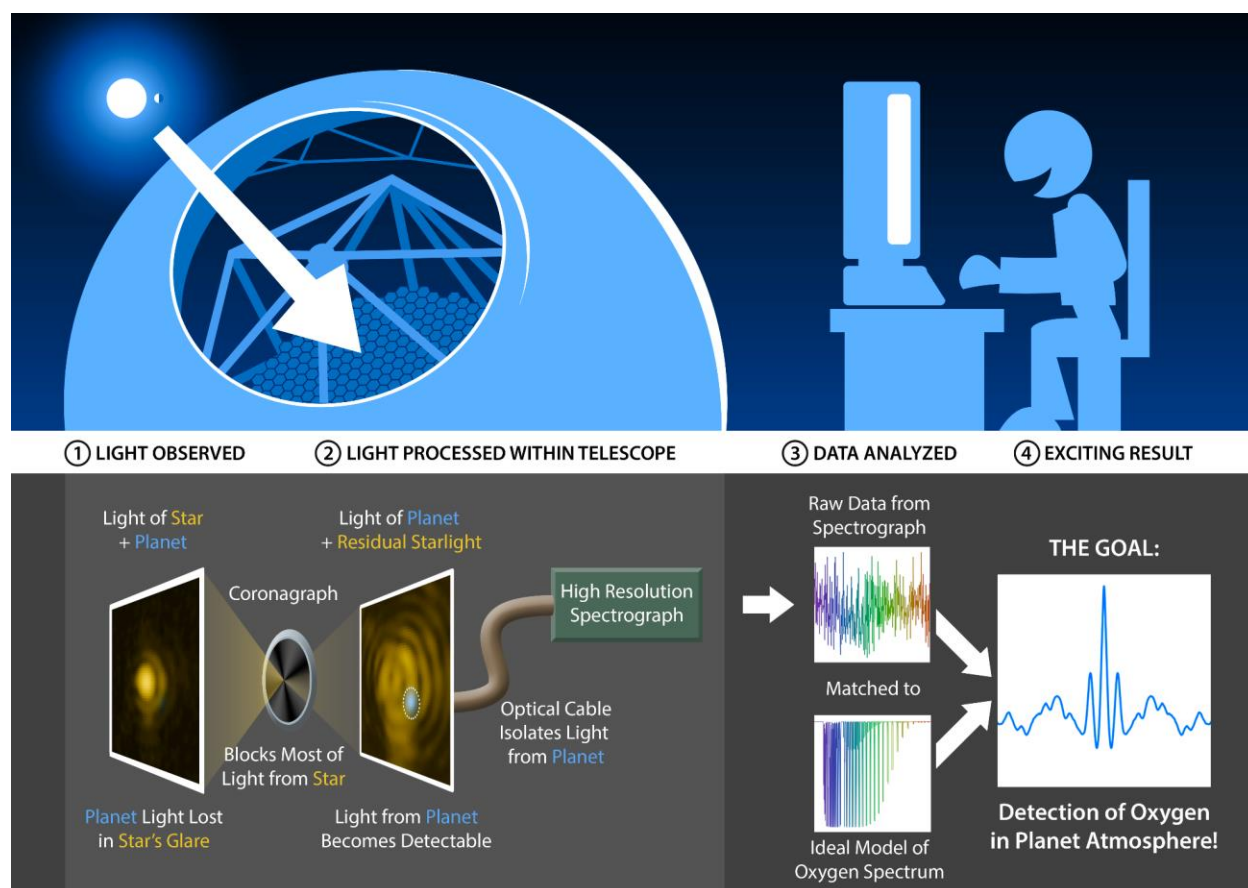 ① LIGHT OBSERVED
② LIGHT PROCESSED WITHIN TELESCOPE
③ DATA ANALYZED
④ EXCITING RESULT
Light of Star
+ Planet
Planet Light Lost
in Star's Glare
Coronagraph
Blocks Most of
Light from Star
Light of Planet
+ Residual Starlight
Light from Planet
Becomes Detectable
High Resolution
Spectrograph
Optical Cable
Isolates Light
from Planet
Raw Data from
Spectrograph
Matched to
Ideal Model of
Oxygen Spectrum
THE GOAL:
Detection of Oxygen
in Planet Atmosphere!